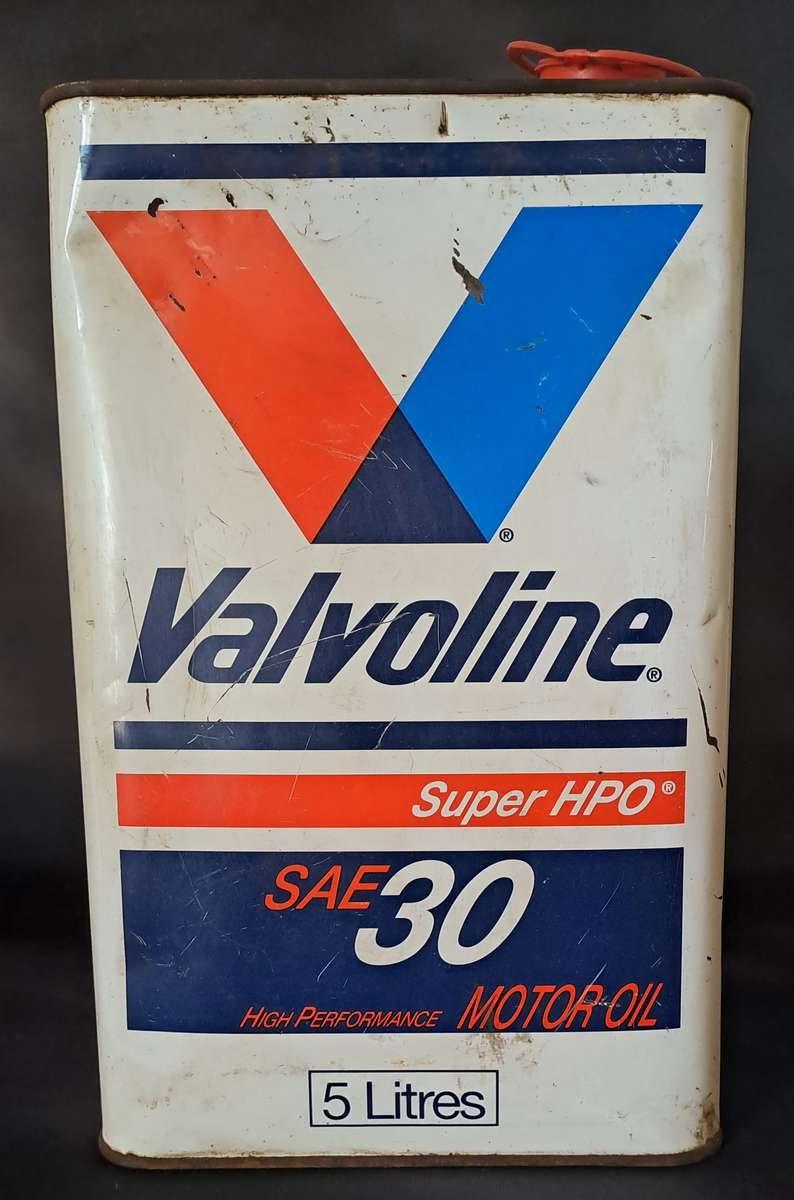 ®
Valvoline®
Super HPO®
SAE 30
HIGH PERFORMANCE MOTOR OIL
5 Litres